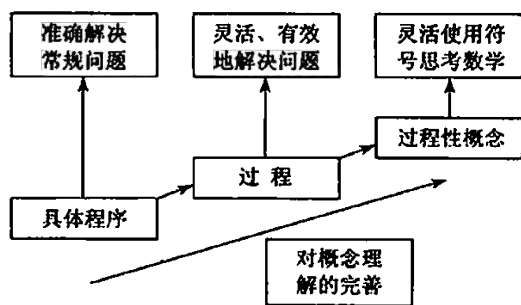 准确解决
常规问题
灵活、有效
地解决问题
灵活使用符
号思考数学
过程性概念
过 程
具体程序
对概念理
解的完善